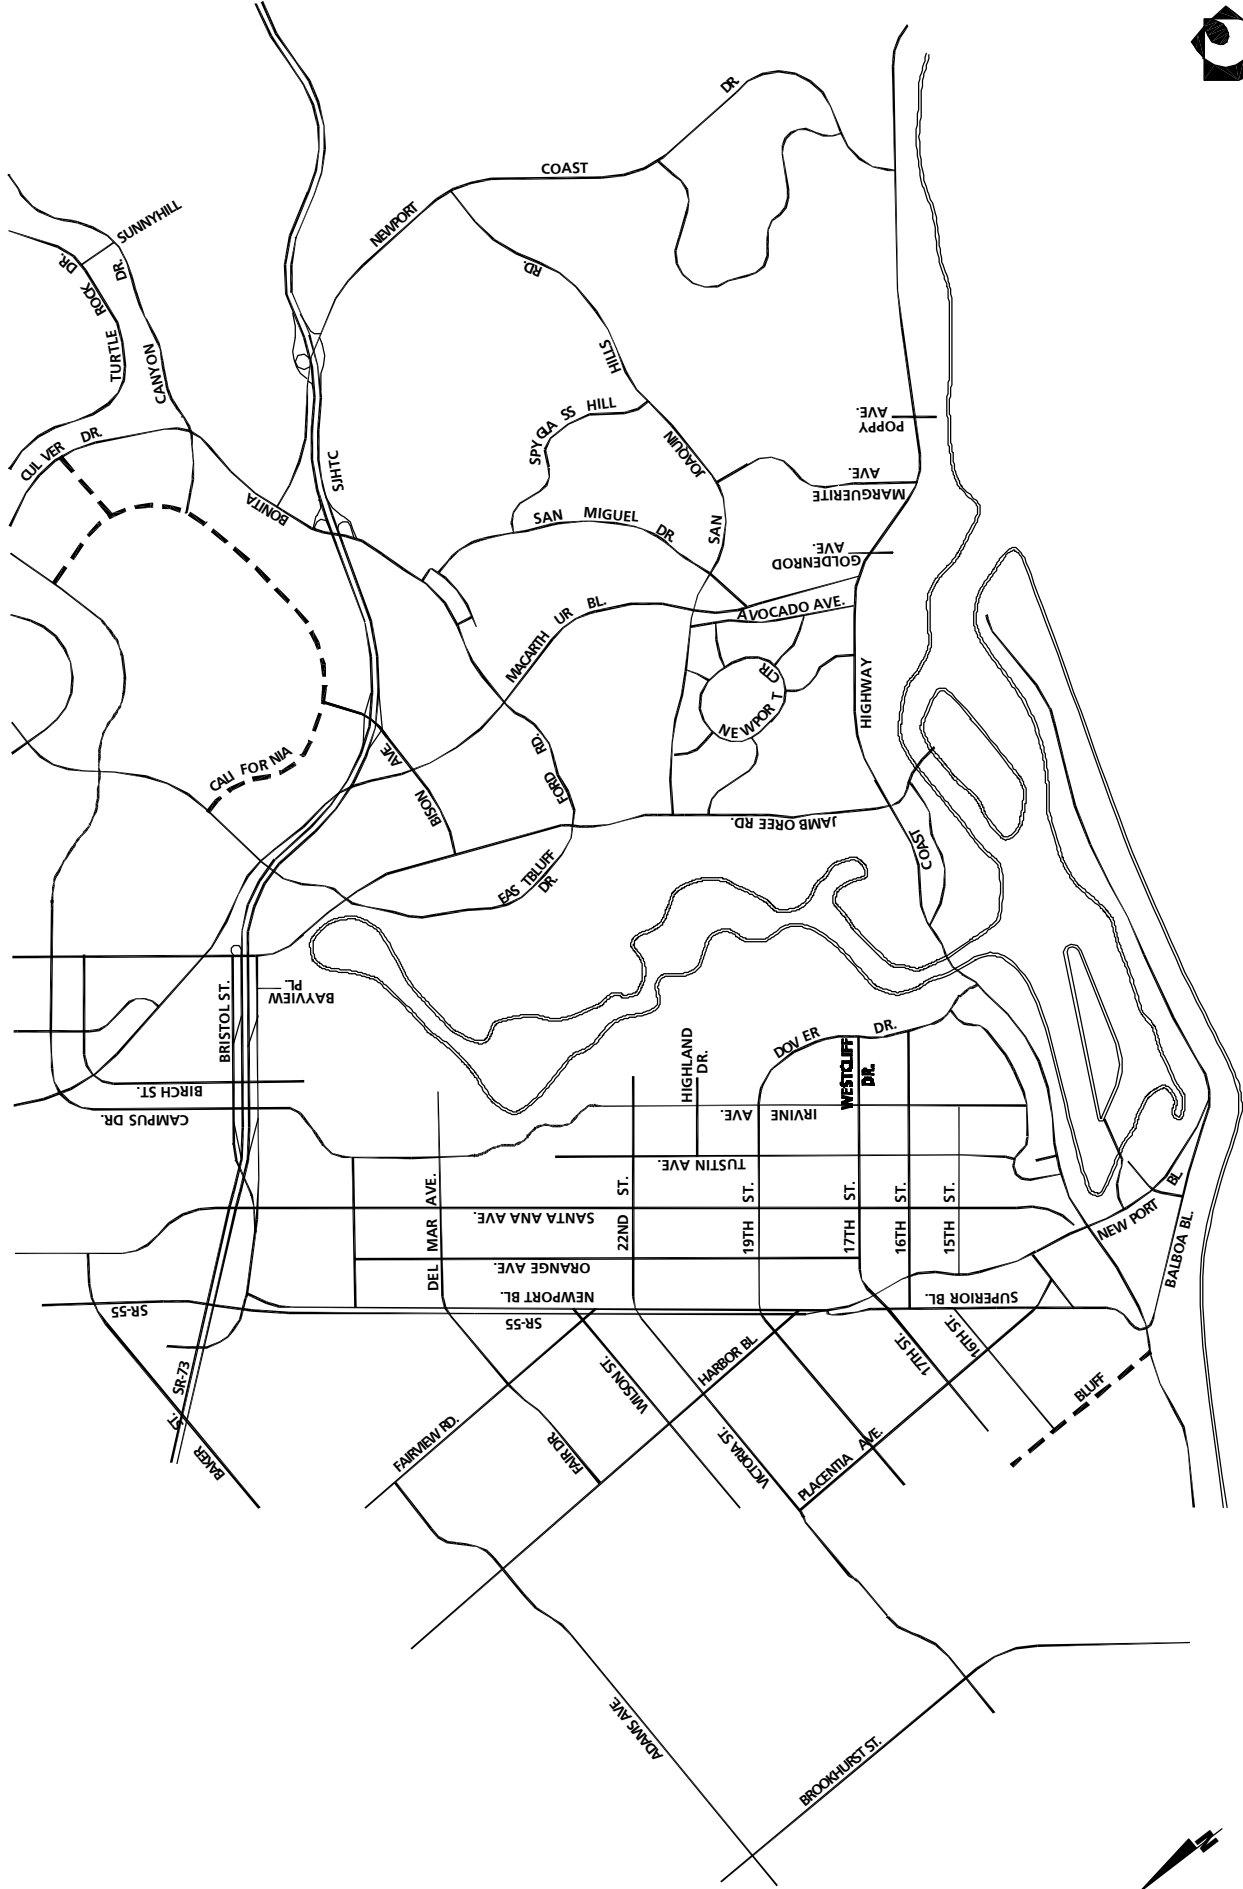 DR.
COAST
NEWPORT
SUNNYHILL
DR.
DR.
RD.
ROCK
TURTLE
CANYON
HILLS
SPY GLA SS HILL
AVE.
POPPY
CUL VER DR.
JOAQUIN
SJHTC
AVE.
MARGUERITE
BONITA
SAN MIGUEL DR.
SAN
AVE.
GOLDENROD
MACARTH UR BL.
AVOCADO AVE.
NEWPOR T
CTR
HIGHWAY
CALI FOR NIA
AVE.
BISON
RD.
FORD
JAMB OREE RD.
COAST
EAS TBLUFF
DR.
BRISTOL ST.
BAYVIEW
PL.
HIGHLAND
DR.
DOV ER DR.
WESTCLIFF
DR.
BIRCH ST.
CAMPUS DR.
IRVINE AVE
TUSTIN AVE.
DEL MAR AVE.
22ND ST.
19TH ST.
17TH ST.
16TH ST.
15TH ST.
SANTA ANA AVE.
ORANGE AVE.
NEWPORT BL.
NEW PORT BL
BALBOA BL.
SR-55
SR-55
SUPERIOR BL.
SR-73
BAKER ST.
FAIRVIEW RD.
FAIR DR.
WILSON ST.
HARBOR BL.
VICTORIA ST.
17TH ST.
16TH ST.
PLACENTIA AVE.
BLUFF
ADAMS AVE.
BROOKHURST ST.
N